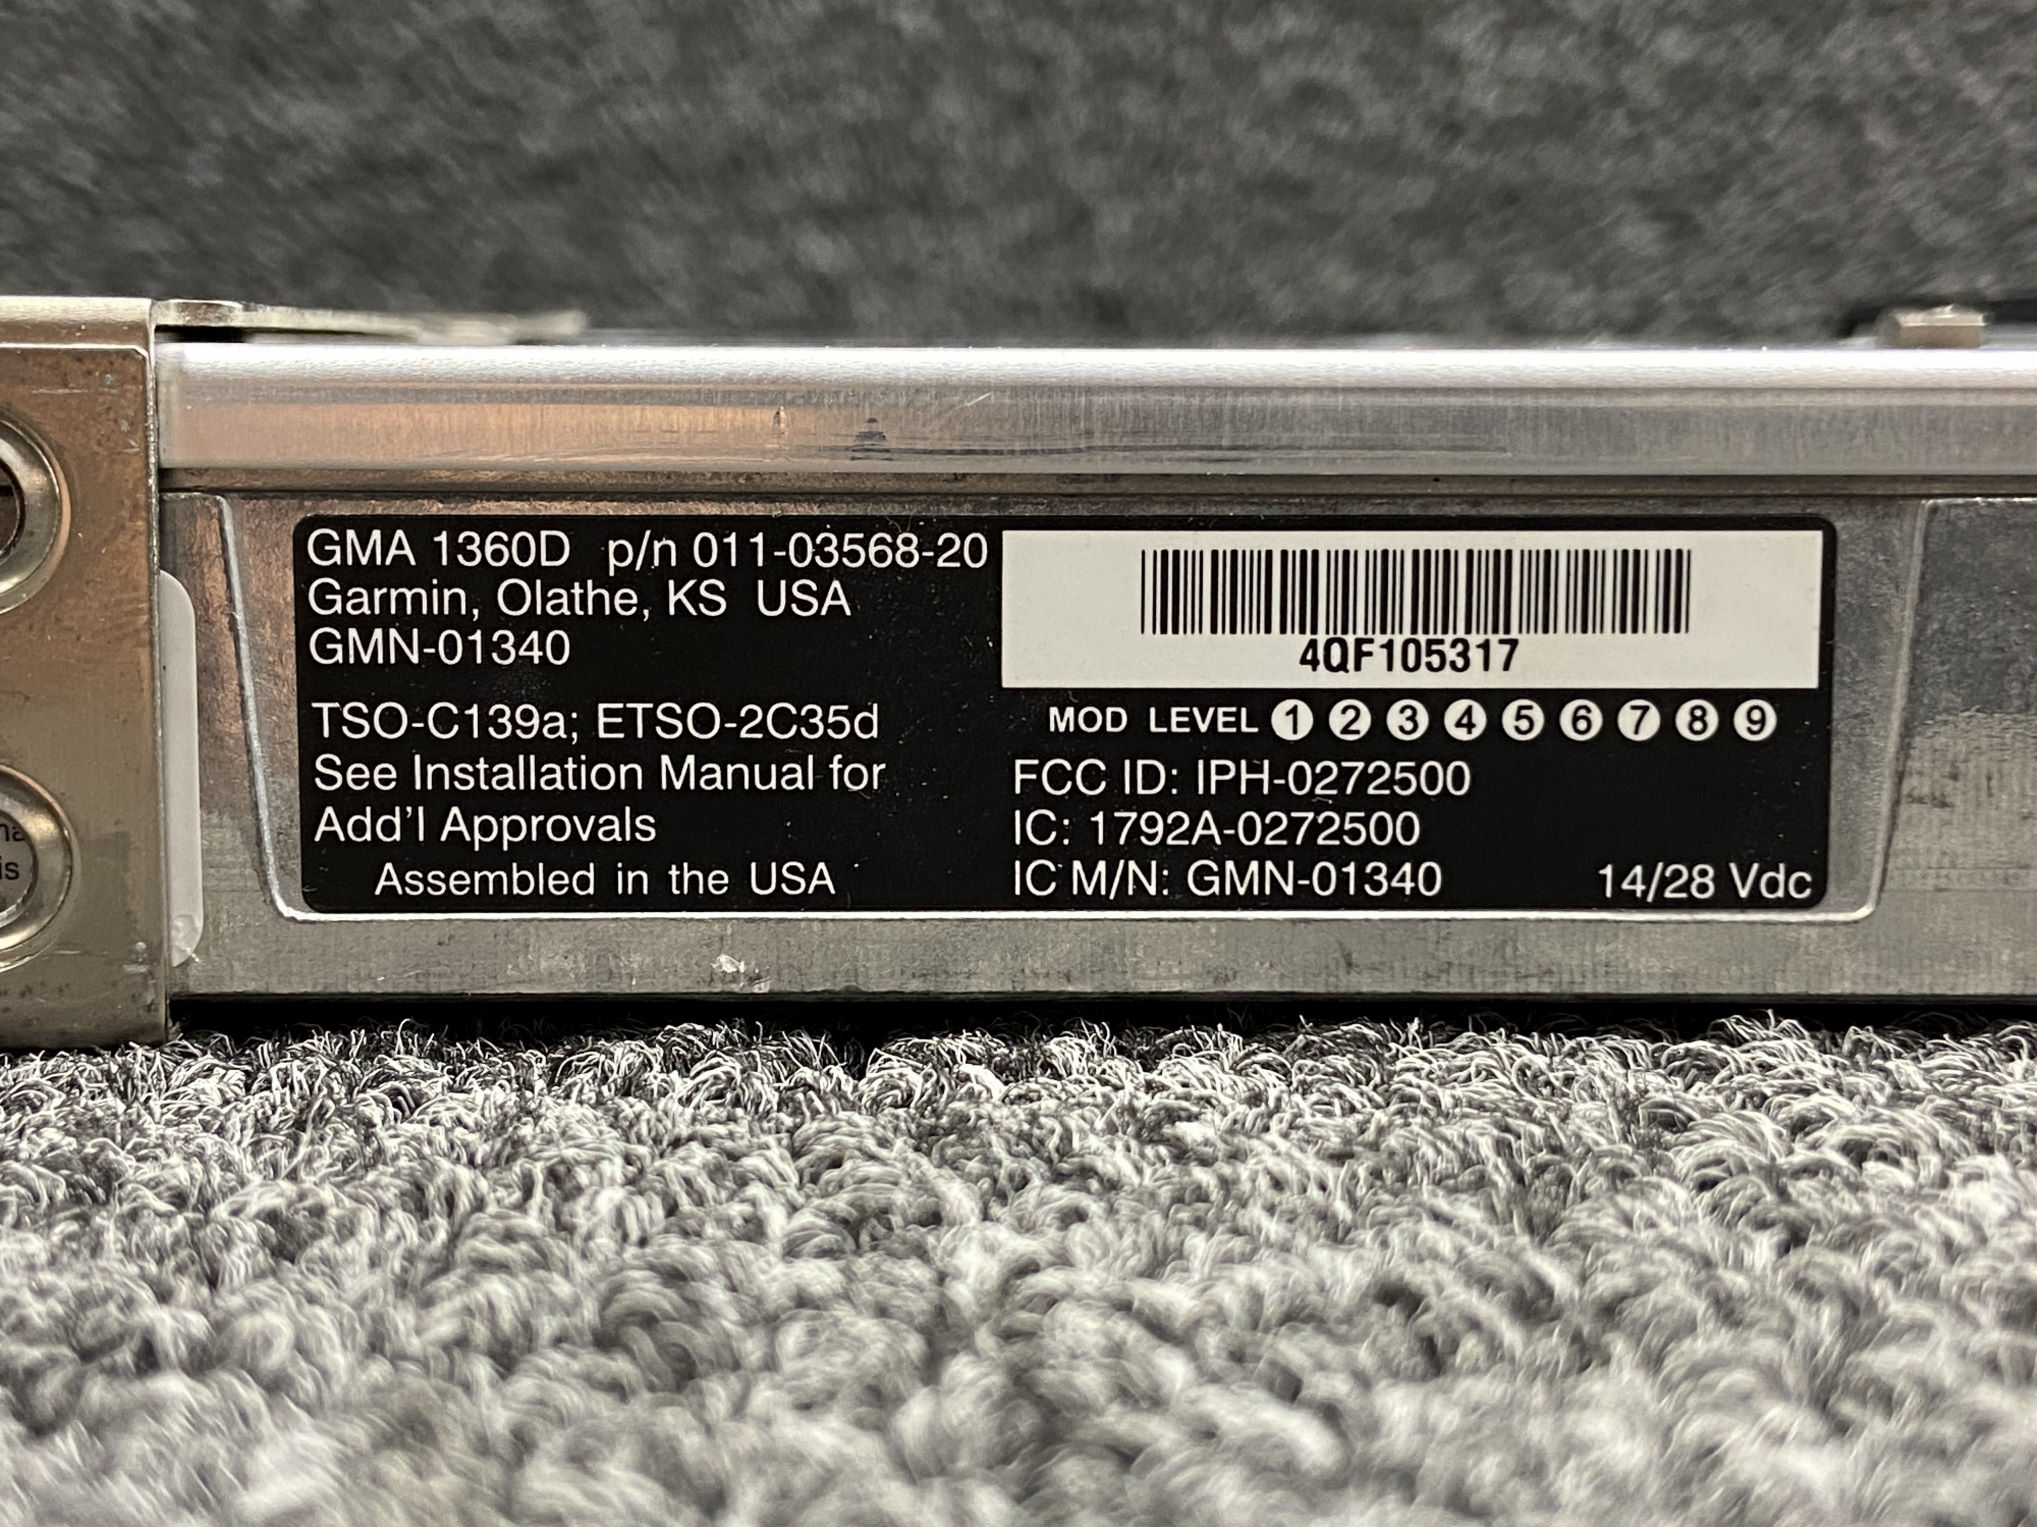 GMA 1360D p/n 011-03568-20
Garmin, Olathe, KS USA
GMN-01340
TSO-C139a; ETSO-2C35d
See Installation Manual for
Add'l Approvals
Assembled in the USA
4QF105317
MOD LEVEL 1 2 3 4 5 6 7 8 9
FCC ID: IPH-0272500
IC: 1792A-0272500
IC M/N: GMN-01340 14/28 Vdc